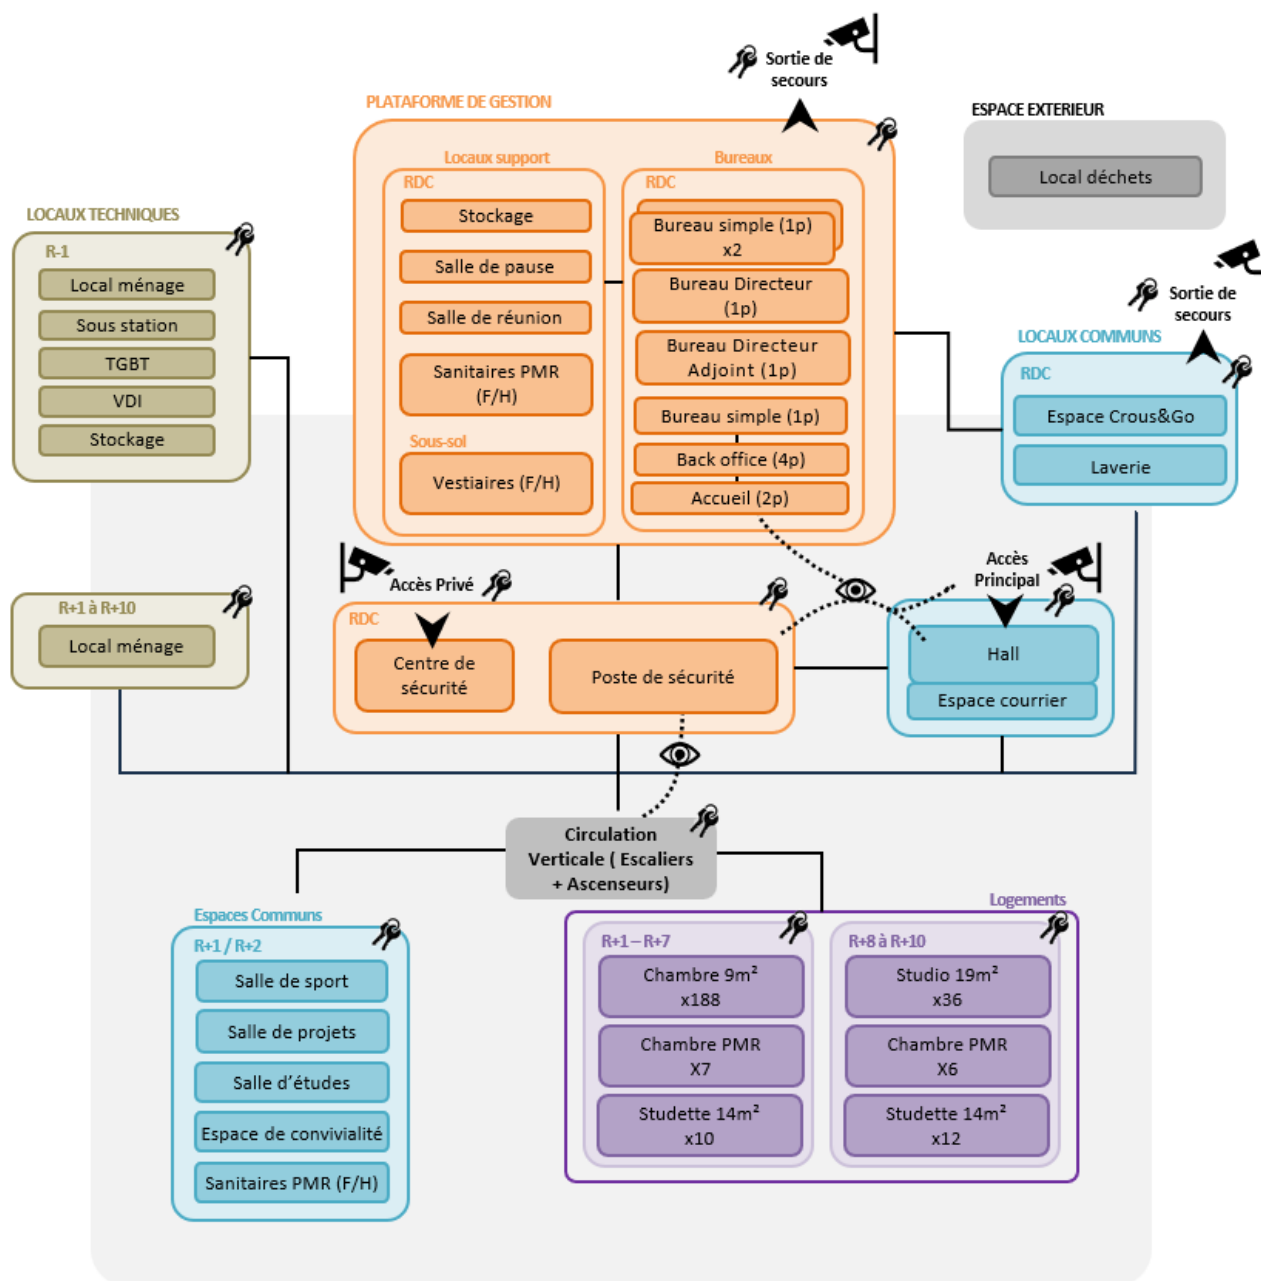 Sortie de
secours
PLATAFORME DE GESTION
ESPACE EXTERIEUR
Local déchets
Locaux support
RDC
Stockage
Salle de pause
Salle de réunion
Sanitaires PMR
(F/H)
Sous-sol
Vestiaires (F/H)
Bureaux
RDC
Bureau simple (1p)
x2
Bureau Directeur
(1p)
Bureau Directeur
Adjoint (1p)
Bureau simple (1p)
Back office (4p)
Accueil (2p)
LOCAUX TECHNIQUES
R-1
Local ménage
Sous station
TGBT
VDI
Stockage
Sortie de
secours
LOCAUX COMMUNS
RDC
Espace Crous&Go
Laverie
R+1 à R+10
Local ménage
Accès Privé
RDC
Centre de
sécurité
Poste de sécurité
Accès
Principal
Hall
Espace courrier
Circulation
Verticale ( Escaliers
+ Ascenseurs)
Espaces Communs
R+1 / R+2
Salle de sport
Salle de projets
Salle d'études
Espace de convivialité
Sanitaires PMR (F/H)
Logements
R+1 – R+7
Chambre 9m²
x188
Chambre PMR
X7
Studette 14m²
x10
R+8 à R+10
Studio 19m²
x36
Chambre PMR
X6
Studette 14m²
x12